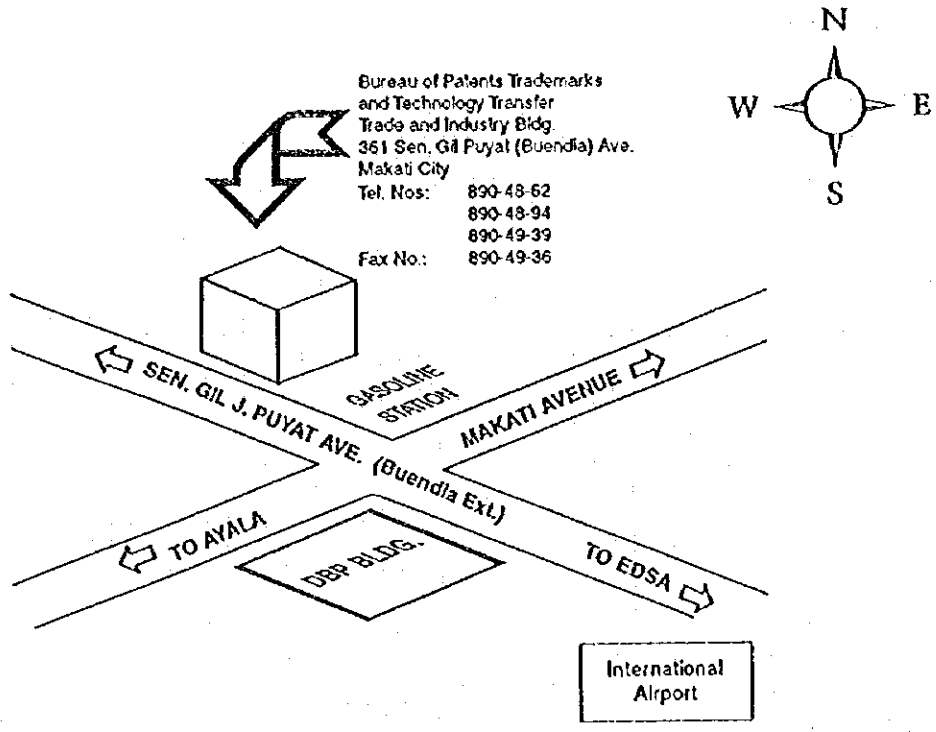 N
W E
S
Bureau of Patents Trademarks
and Technology Transfer
Trade and Industry Bldg.
361 Sen. Gil Puyat (Buendia) Ave.
Makati City
Tel. Nos: 890-48-62
890-48-94
890-49-39
Fax No.: 890-49-36
SEN. GIL J. PUYAT AVE. (Buendia Ext.)
GASOLINE
STATION
MAKATI AVENUE
TO AYALA
DBP BLDG.
TO EDSA
International
Airport